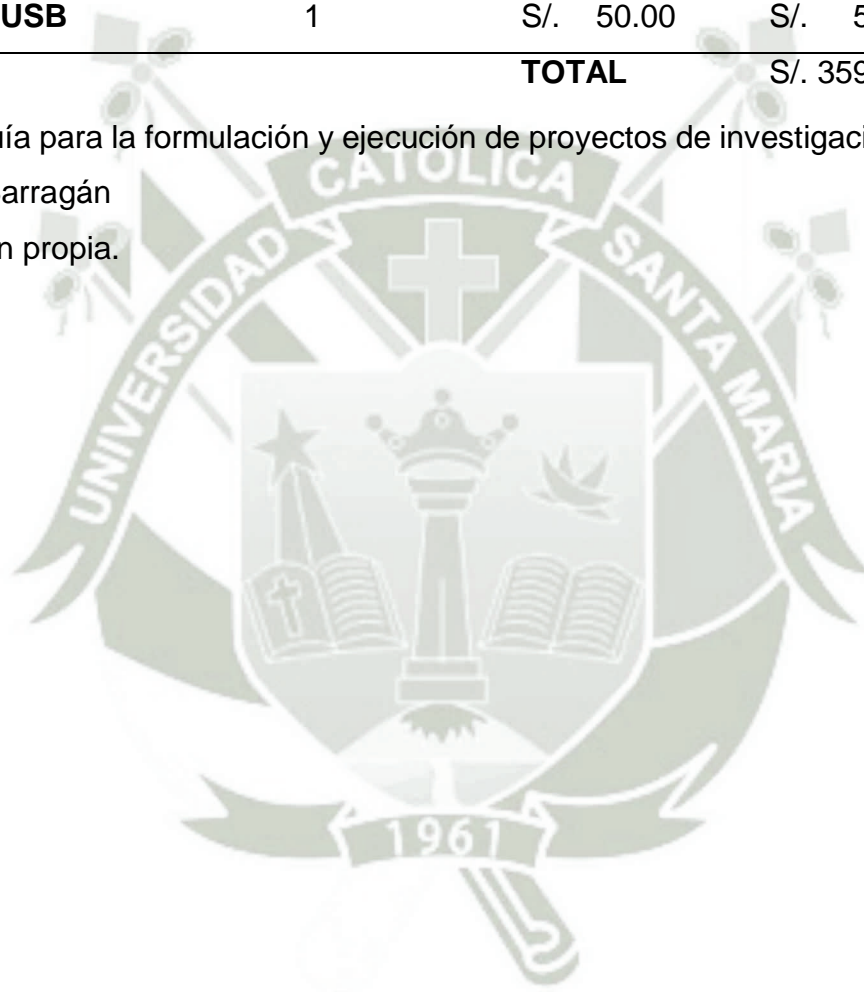 USB 1 S/. 50.00 S/. 5
TOTAL S/. 359
uía para la formulación y ejecución de proyectos de investigaci
arragán
n propia.
CATOLICA
UNIVERSIDAD
SANTA MARIA
1961